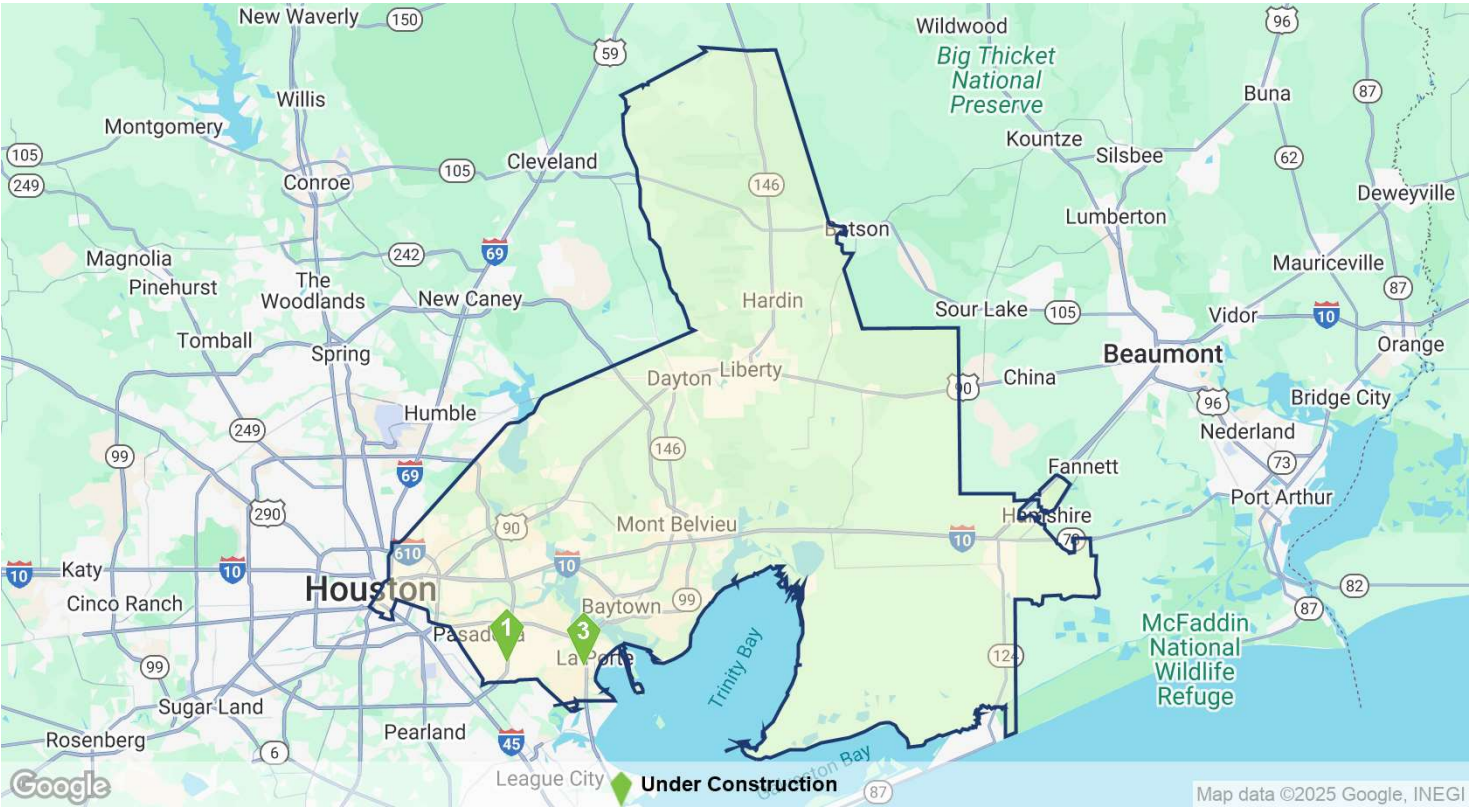 New Waverly
150
59
Wildwood
96
Big Thicket
National
Preserve
Willis
Buna
87
Montgomery
105
249
Conroe
105
Cleveland
Kountze
Silsbee
62
146
Deweyville
Lumberton
Batson
242
69
Magnolia
Pinehurst
The
Woodlands
New Caney
Hardin
Mauriceville
87
Sour Lake
105
Vidor
10
Tomball
Spring
Orange
Beaumont
Dayton
Liberty
90
China
Humble
96
Bridge City
249
99
146
Nederland
73
69
Fannett
Port Arthur
290
90
Mont Belvieu
Hamshire
610
10
73
10
Katy
10
10
Houston
82
Cinco Ranch
Baytown
99
87
1
3
Pasadena
La Porte
McFaddin
National
Wildlife
Refuge
Trinity Bay
124
99
Sugar Land
Pearland
Rosenberg
6
45
League City
Galveston Bay
87
Under Construction
Google
Map data ©2025 Google, INEGI